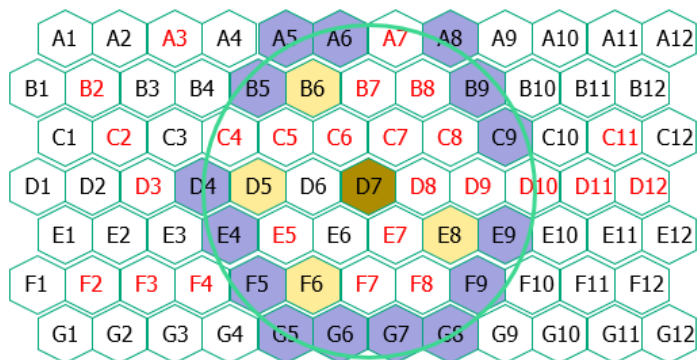 A1 A2 A3 A4 A5 A6 A7 A8 A9 A10 A11 A12
B1 B2 B3 B4 B5 B6 B7 B8 B9 B10 B11 B12
C1 C2 C3 C4 C5 C6 C7 C8 C9 C10 C11 C12
D1 D2 D3 D4 D5 D6 D7 D8 D9 D10 D11 D12
E1 E2 E3 E4 E5 E6 E7 E8 E9 E10 E11 E12
F1 F2 F3 F4 F5 F6 F7 F8 F9 F10 F11 F12
G1 G2 G3 G4 G5 G6 G7 G8 G9 G10 G11 G12